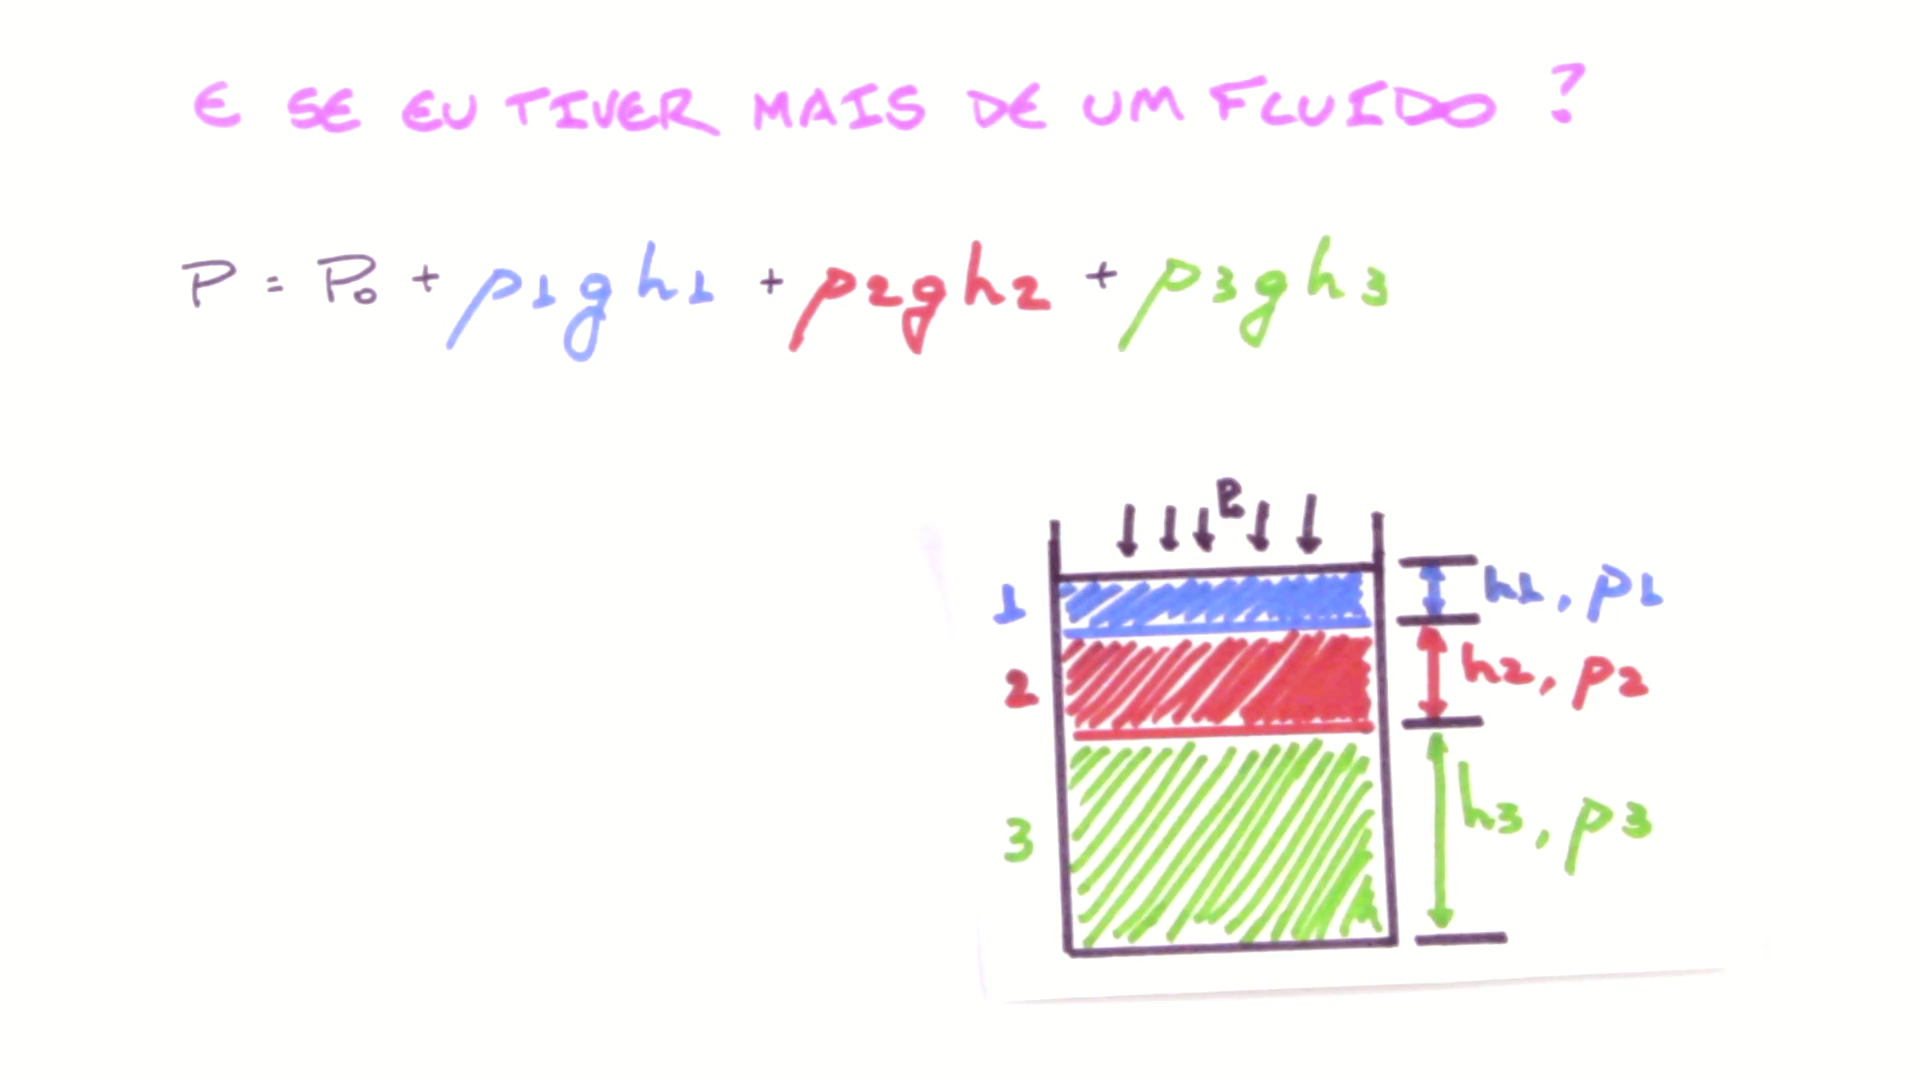 E SE EU TIVER MAIS DE UM FLUIDO ?
P = P₀ + ρ1gh1 + ρ2gh2 + ρ3gh3
P₀
1
h1, ρ1
2
h2, ρ2
3
h3, ρ3